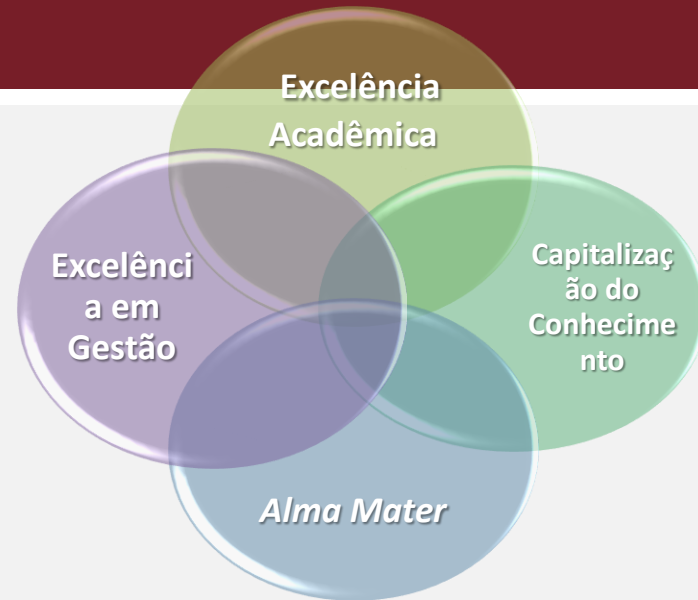 Excelência
Acadêmica
Excelênci
a em
Gestão
Capitalizaç
ão do
Conhecime
nto
Alma Mater